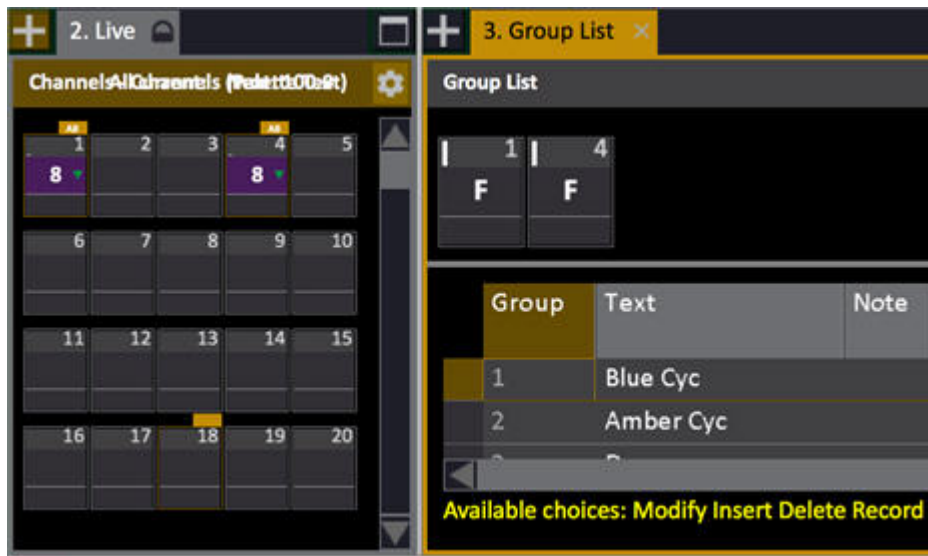 2. Live
3. Group List
Channels
Group List
AB AB
1 2 3 4 5
8 8
6 7 8 9 10
11 12 13 14 15
16 17 18 19 20
1 4
F F
Group Text Note
1 Blue Cyc
2 Amber Cyc
Available choices: Modify Insert Delete Record